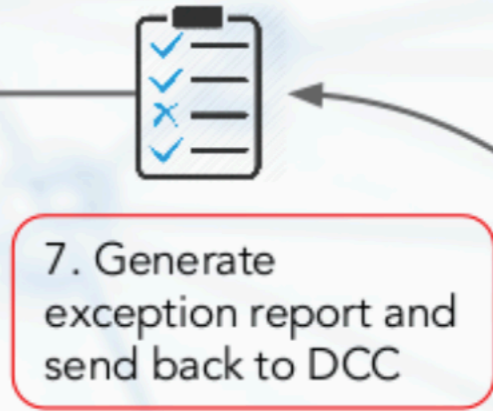 7. Generate
exception report and
send back to DCC